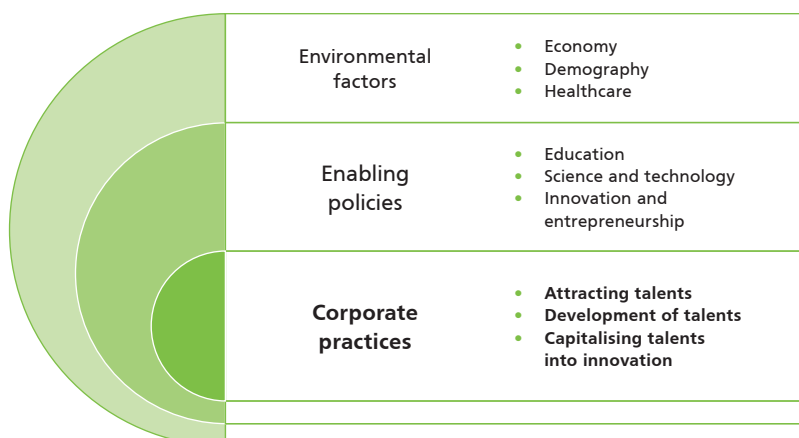 Environmental
factors
• Economy
• Demography
• Healthcare
Enabling
policies
• Education
• Science and technology
• Innovation and
entrepreneurship
Corporate
practices
• Attracting talents
• Development of talents
• Capitalising talents
into innovation